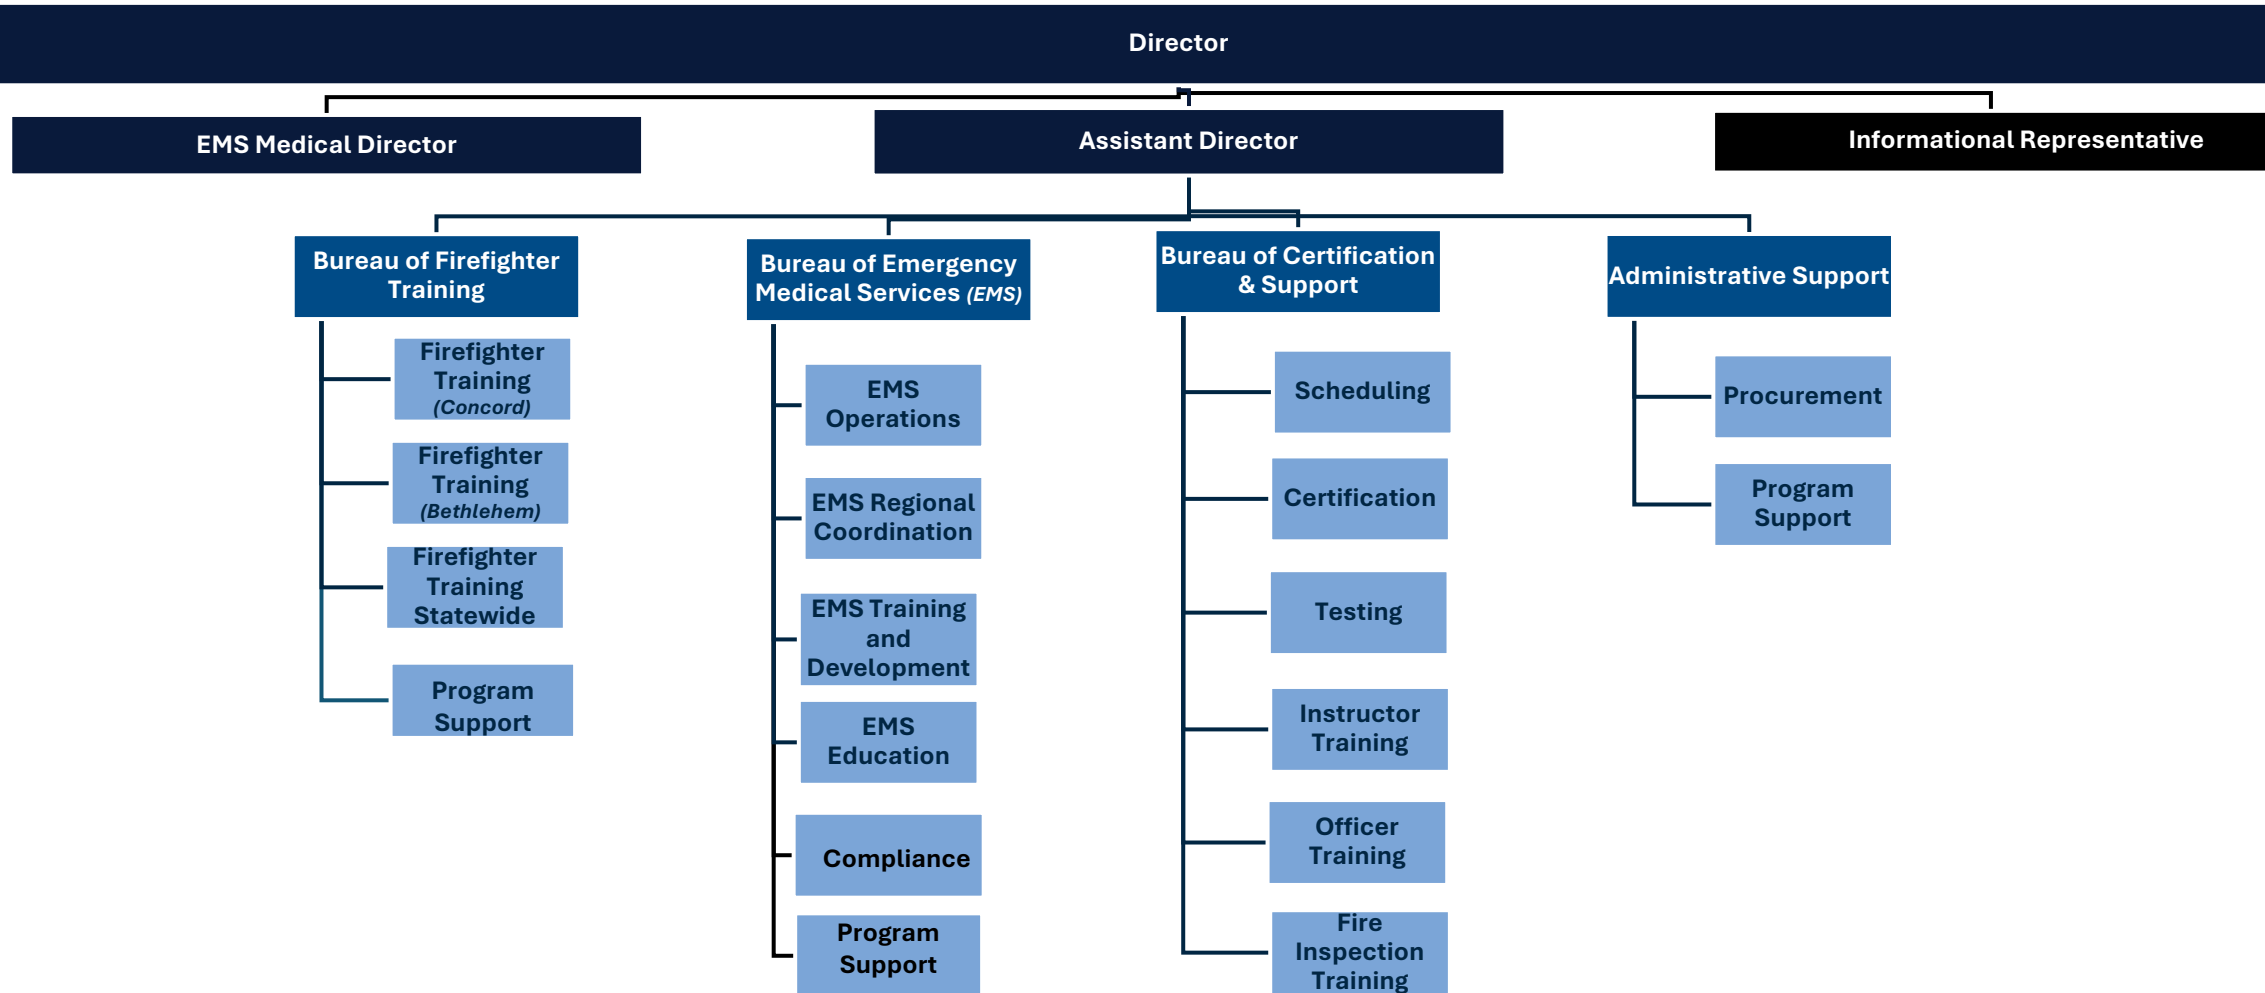 Director
EMS Medical Director
Assistant Director
Informational Representative
Bureau of Firefighter
Training
Firefighter
Training
(Concord)
Firefighter
Training
(Bethlehem)
Firefighter
Training
Statewide
Program
Support
Bureau of Emergency
Medical Services (EMS)
EMS
Operations
EMS Regional
Coordination
EMS Training
and
Development
EMS
Education
Compliance
Program
Support
Bureau of Certification
& Support
Scheduling
Certification
Testing
Instructor
Training
Officer
Training
Fire
Inspection
Training
Administrative Support
Procurement
Program
Support